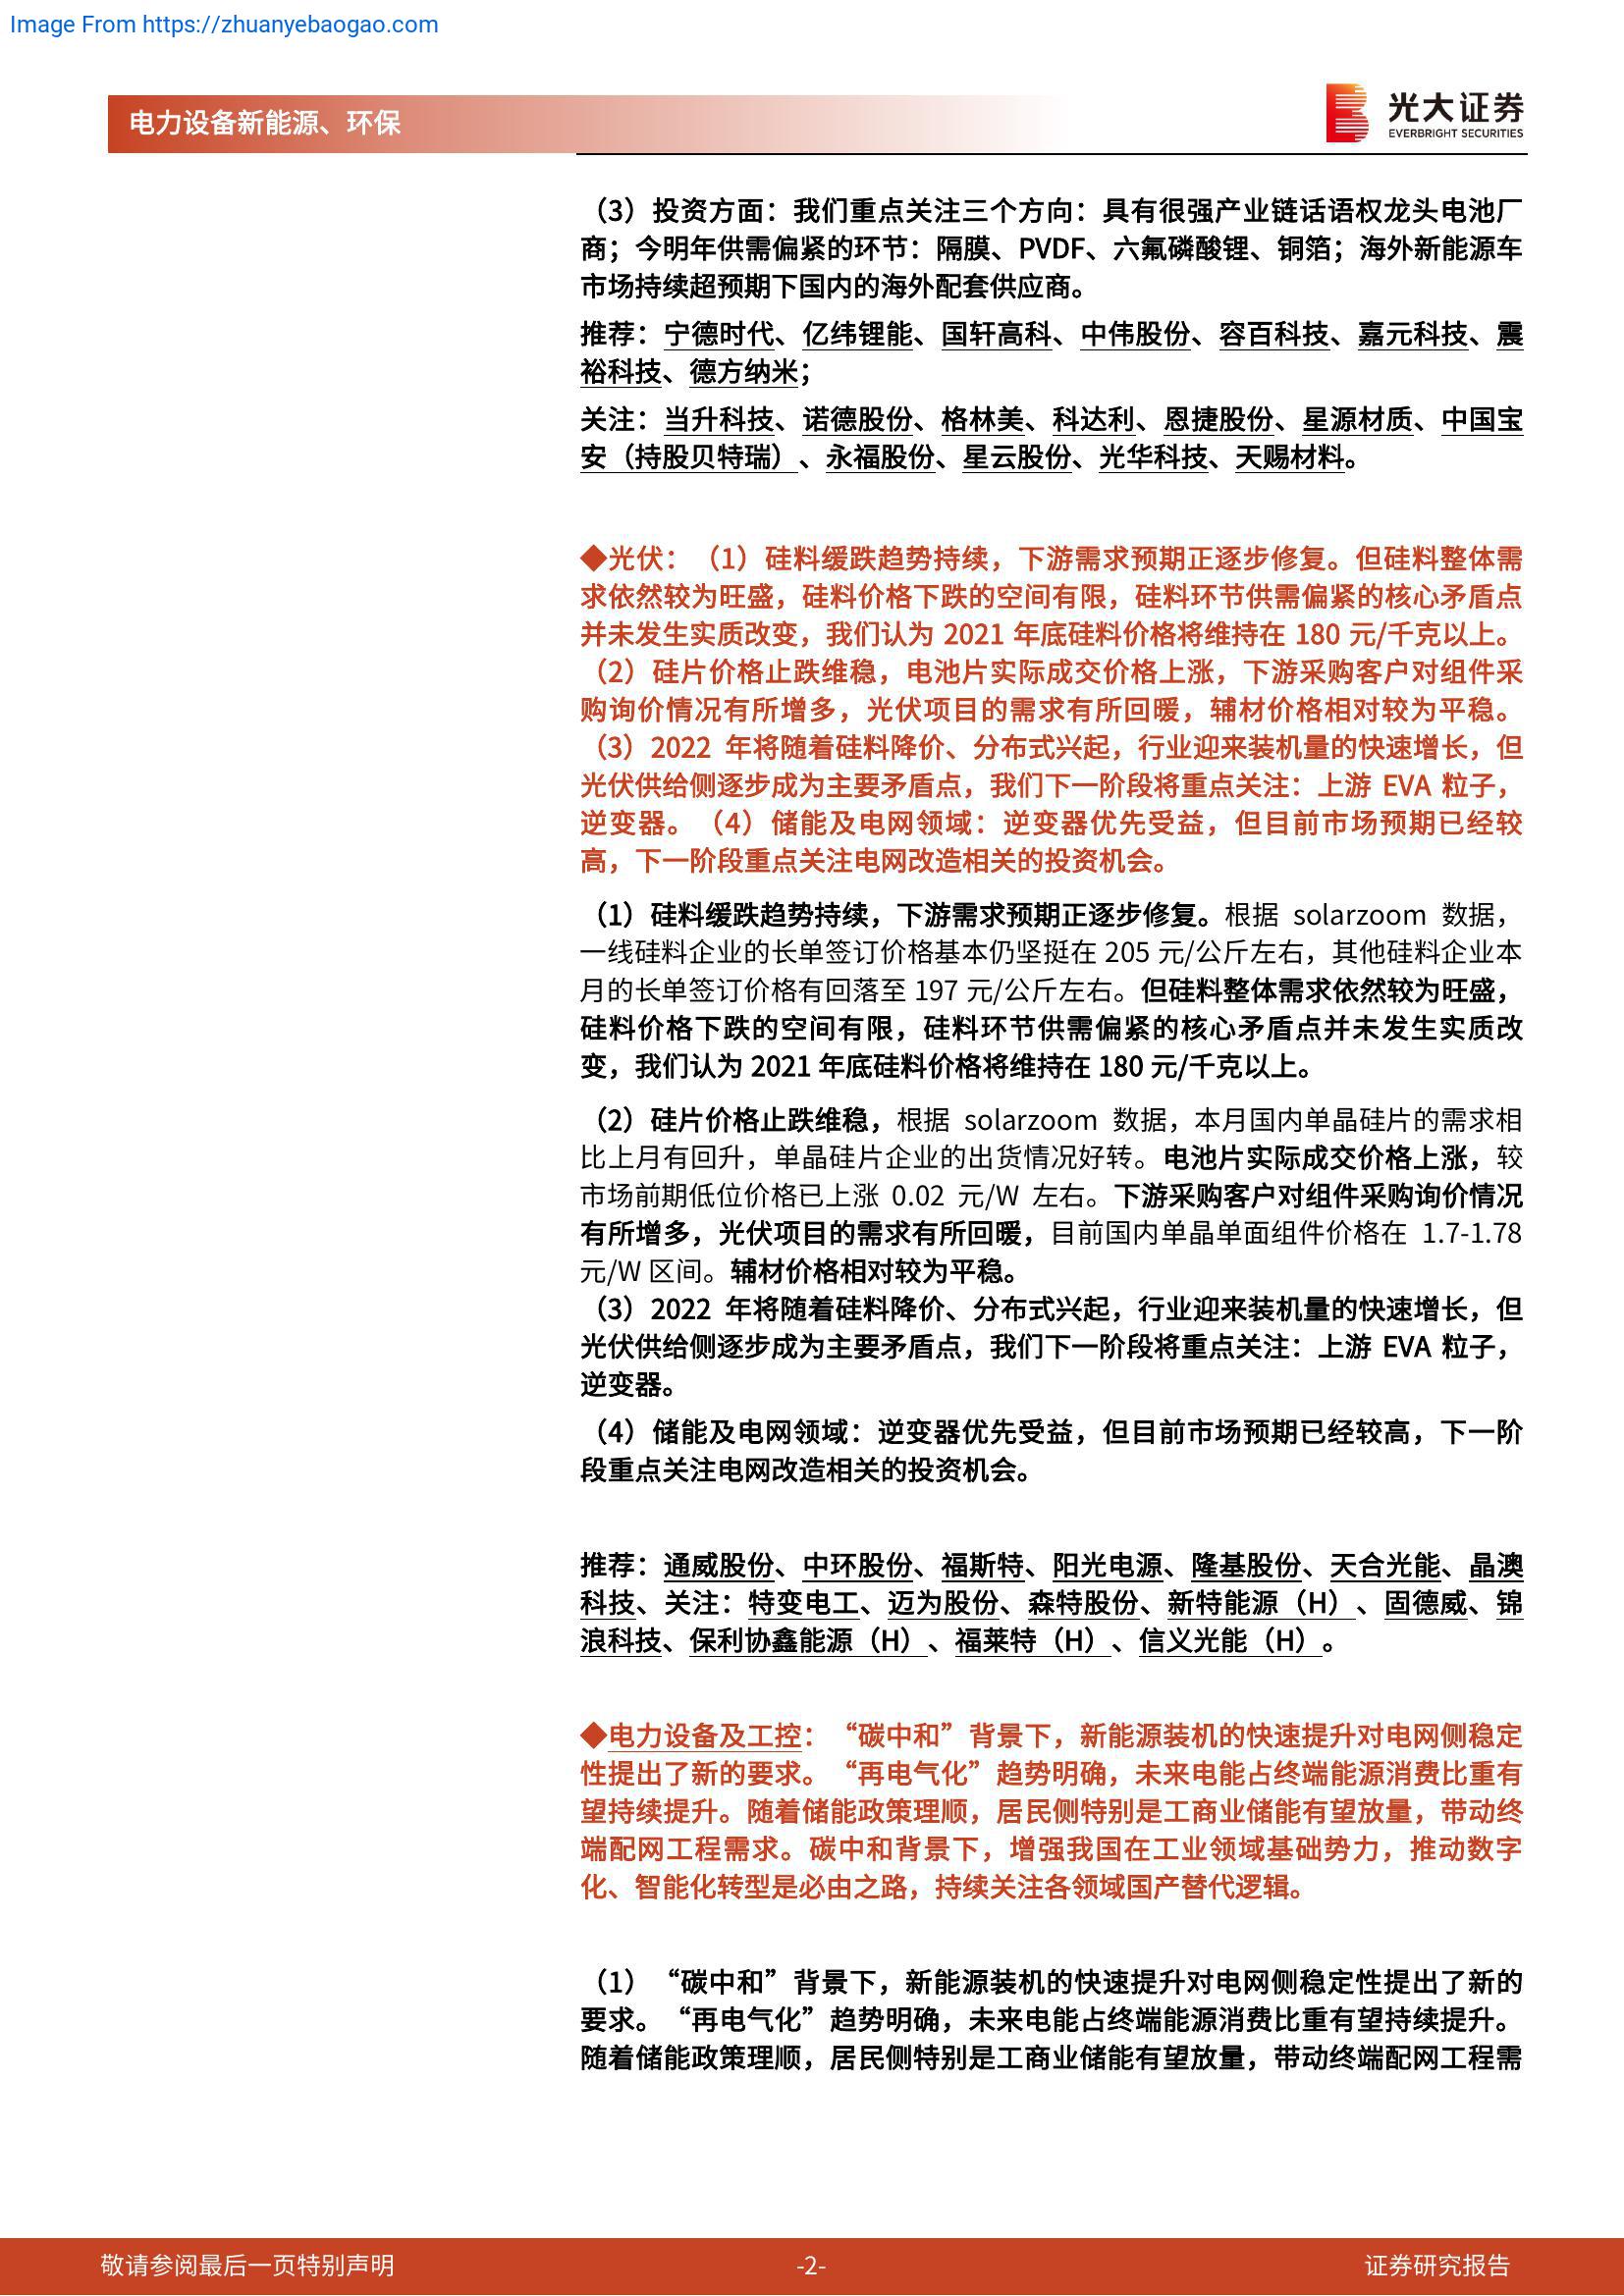 Image From https://zhuanyebaogao.com
电力设备新能源、环保
光大证券
EVERBRIGHT SECURITIES
（3）投资方面：我们重点关注三个方向：具有很强产业链话语权龙头电池厂
商；今明年供需偏紧的环节：隔膜、PVDF、六氟磷酸锂、铜箔；海外新能源车
市场持续超预期下国内的海外配套供应商。
推荐：宁德时代、亿纬锂能、国轩高科、中伟股份、容百科技、嘉元科技、震
裕科技、德方纳米；
关注：当升科技、诺德股份、格林美、科达利、恩捷股份、星源材质、中国宝
安（持股贝特瑞）、永福股份、星云股份、光华科技、天赐材料。
◆光伏：（1）硅料缓跌趋势持续，下游需求预期正逐步修复。但硅料整体需
求依然较为旺盛，硅料价格下跌的空间有限，硅料环节供需偏紧的核心矛盾点
并未发生实质改变，我们认为 2021 年底硅料价格将维持在 180 元/千克以上。
（2）硅片价格止跌维稳，电池片实际成交价格上涨，下游采购客户对组件采
购询价情况有所增多，光伏项目的需求有所回暖，辅材价格相对较为平稳。
（3）2022 年将随着硅料降价、分布式兴起，行业迎来装机量的快速增长，但
光伏供给侧逐步成为主要矛盾点，我们下一阶段将重点关注：上游 EVA 粒子，
逆变器。（4）储能及电网领域：逆变器优先受益，但目前市场预期已经较
高，下一阶段重点关注电网改造相关的投资机会。
（1）硅料缓跌趋势持续，下游需求预期正逐步修复。根据 solarzoom 数据，
一线硅料企业的长单签订价格基本仍坚挺在 205 元/公斤左右，其他硅料企业本
月的长单签订价格有回落至 197 元/公斤左右。但硅料整体需求依然较为旺盛，
硅料价格下跌的空间有限，硅料环节供需偏紧的核心矛盾点并未发生实质改
变，我们认为 2021 年底硅料价格将维持在 180 元/千克以上。
（2）硅片价格止跌维稳，根据 solarzoom 数据，本月国内单晶硅片的需求相
比上月有回升，单晶硅片企业的出货情况好转。电池片实际成交价格上涨，较
市场前期低位价格已上涨 0.02 元/W 左右。下游采购客户对组件采购询价情况
有所增多，光伏项目的需求有所回暖，目前国内单晶单面组件价格在 1.7-1.78
元/W 区间。辅材价格相对较为平稳。
（3）2022 年将随着硅料降价、分布式兴起，行业迎来装机量的快速增长，但
光伏供给侧逐步成为主要矛盾点，我们下一阶段将重点关注：上游 EVA 粒子，
逆变器。
（4）储能及电网领域：逆变器优先受益，但目前市场预期已经较高，下一阶
段重点关注电网改造相关的投资机会。
推荐：通威股份、中环股份、福斯特、阳光电源、隆基股份、天合光能、晶澳
科技、关注：特变电工、迈为股份、森特股份、新特能源（H）、固德威、锦
浪科技、保利协鑫能源（H）、福莱特（H）、信义光能（H）。
◆电力设备及工控：“碳中和”背景下，新能源装机的快速提升对电网侧稳定
性提出了新的要求。“再电气化”趋势明确，未来电能占终端能源消费比重有
望持续提升。随着储能政策理顺，居民侧特别是工商业储能有望放量，带动终
端配网工程需求。碳中和背景下，增强我国在工业领域基础势力，推动数字
化、智能化转型是必由之路，持续关注各领域国产替代逻辑。
（1）“碳中和”背景下，新能源装机的快速提升对电网侧稳定性提出了新的
要求。“再电气化”趋势明确，未来电能占终端能源消费比重有望持续提升。
随着储能政策理顺，居民侧特别是工商业储能有望放量，带动终端配网工程需
敬请参阅最后一页特别声明
-2-
证券研究报告